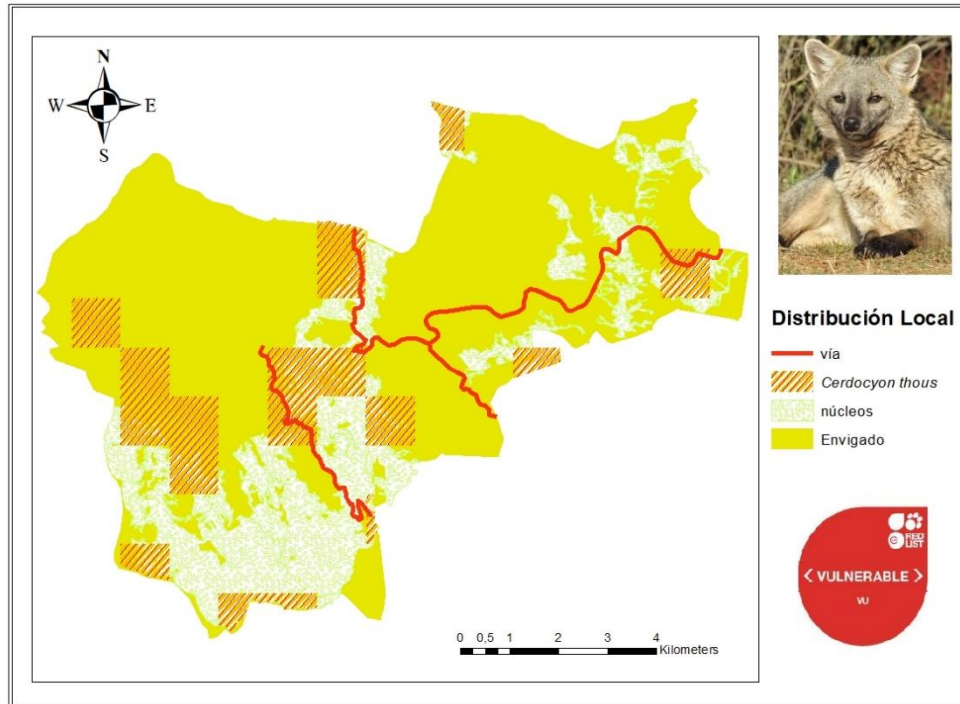 N
W E
S
Distribución Local
vía
Cerdocyon thous
núcleos
Envigado
RED
LIST
< VULNERABLE >
VU
0 0,5 1 2 3 4
Kilometers